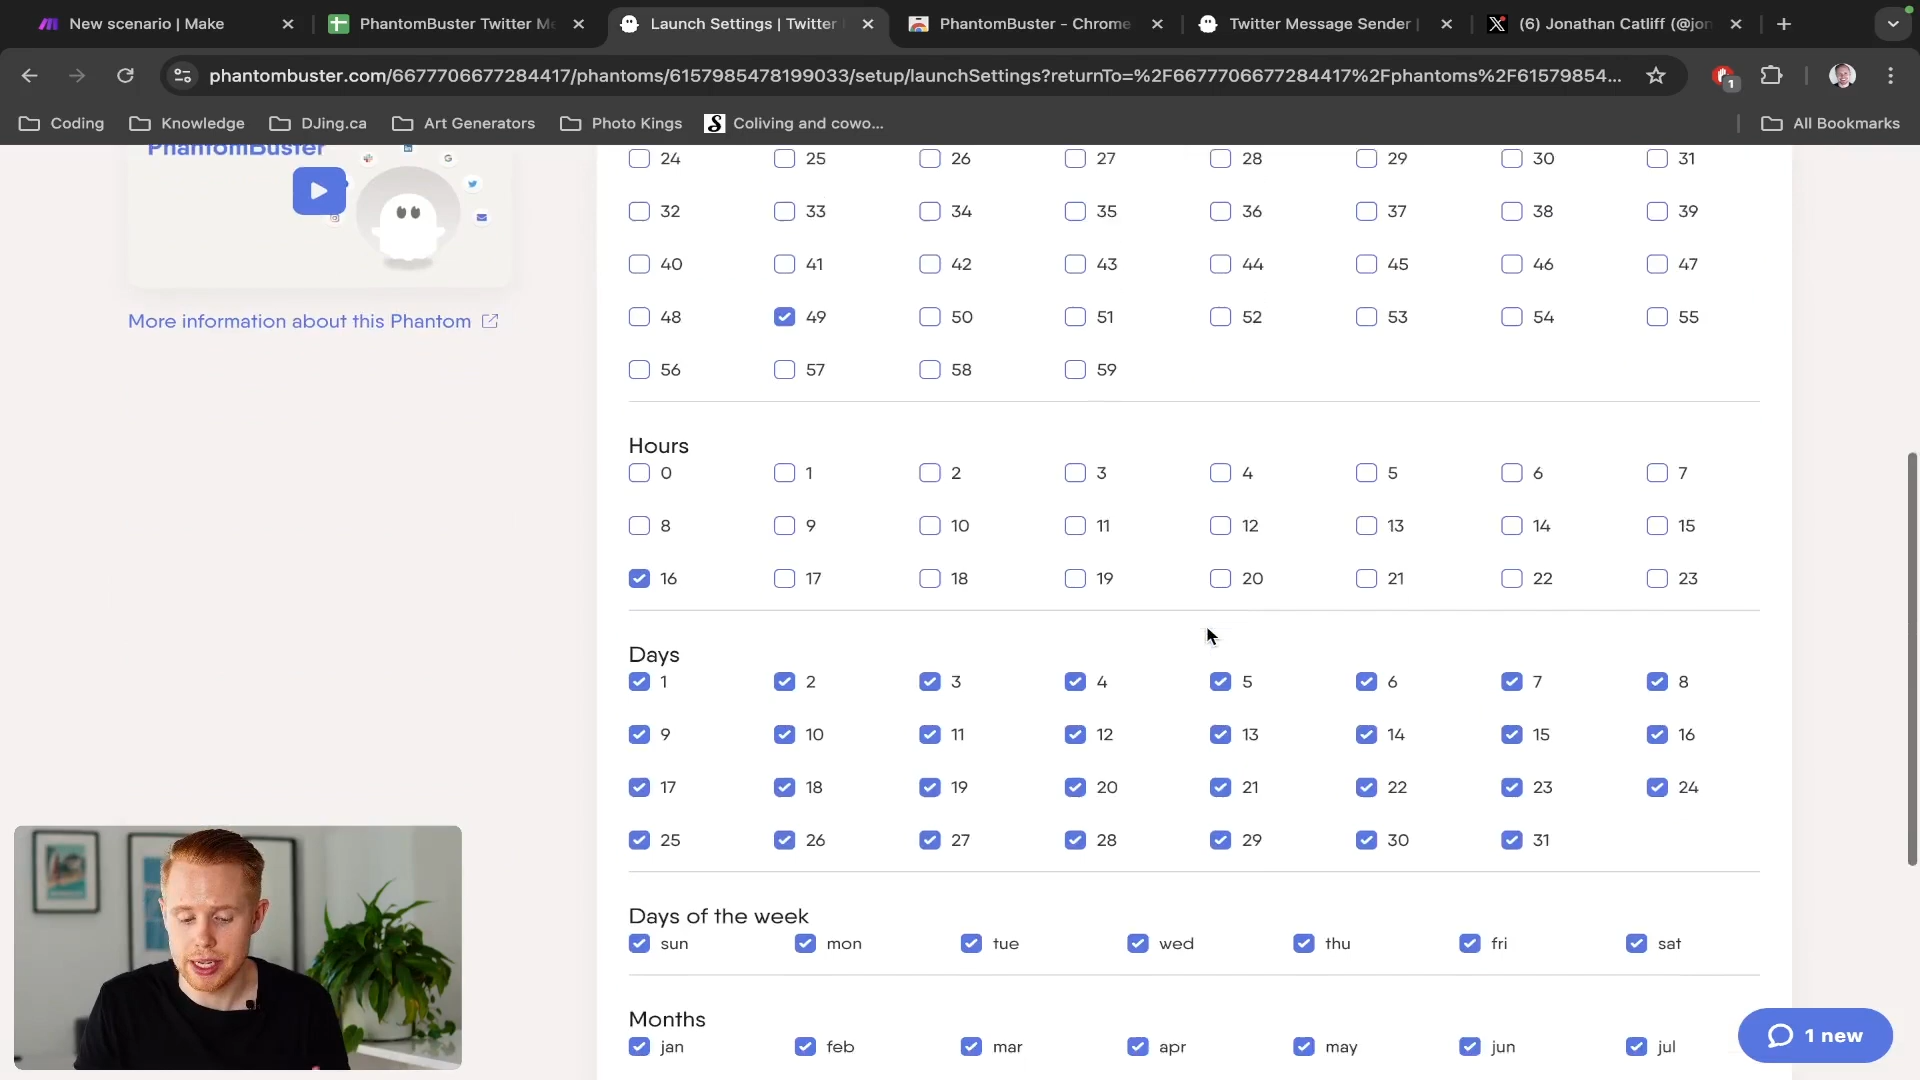 New scenario | Make
PhantomBuster Twitter Me
Launch Settings | Twitter
PhantomBuster - Chrome
Twitter Message Sender |
(6) Jonathan Catliff (@jon
phantombuster.com/6677706677284417/phantoms/6157985478199033/setup/launchSettings?returnTo=%2F6677706677284417%2Fphantoms%2F61579854...
1
Coding
Knowledge
DJing.ca
Art Generators
Photo Kings
Coliving and cowo...
All Bookmarks
PhantomBuster
More information about this Phantom
24 25 26 27 28 29 30 31
32 33 34 35 36 37 38 39
40 41 42 43 44 45 46 47
48 49 50 51 52 53 54 55
56 57 58 59
Hours
0 1 2 3 4 5 6 7
8 9 10 11 12 13 14 15
16 17 18 19 20 21 22 23
Days
1 2 3 4 5 6 7 8
9 10 11 12 13 14 15 16
17 18 19 20 21 22 23 24
25 26 27 28 29 30 31
Days of the week
sun mon tue wed thu fri sat
Months
jan feb mar apr may jun jul
1 new